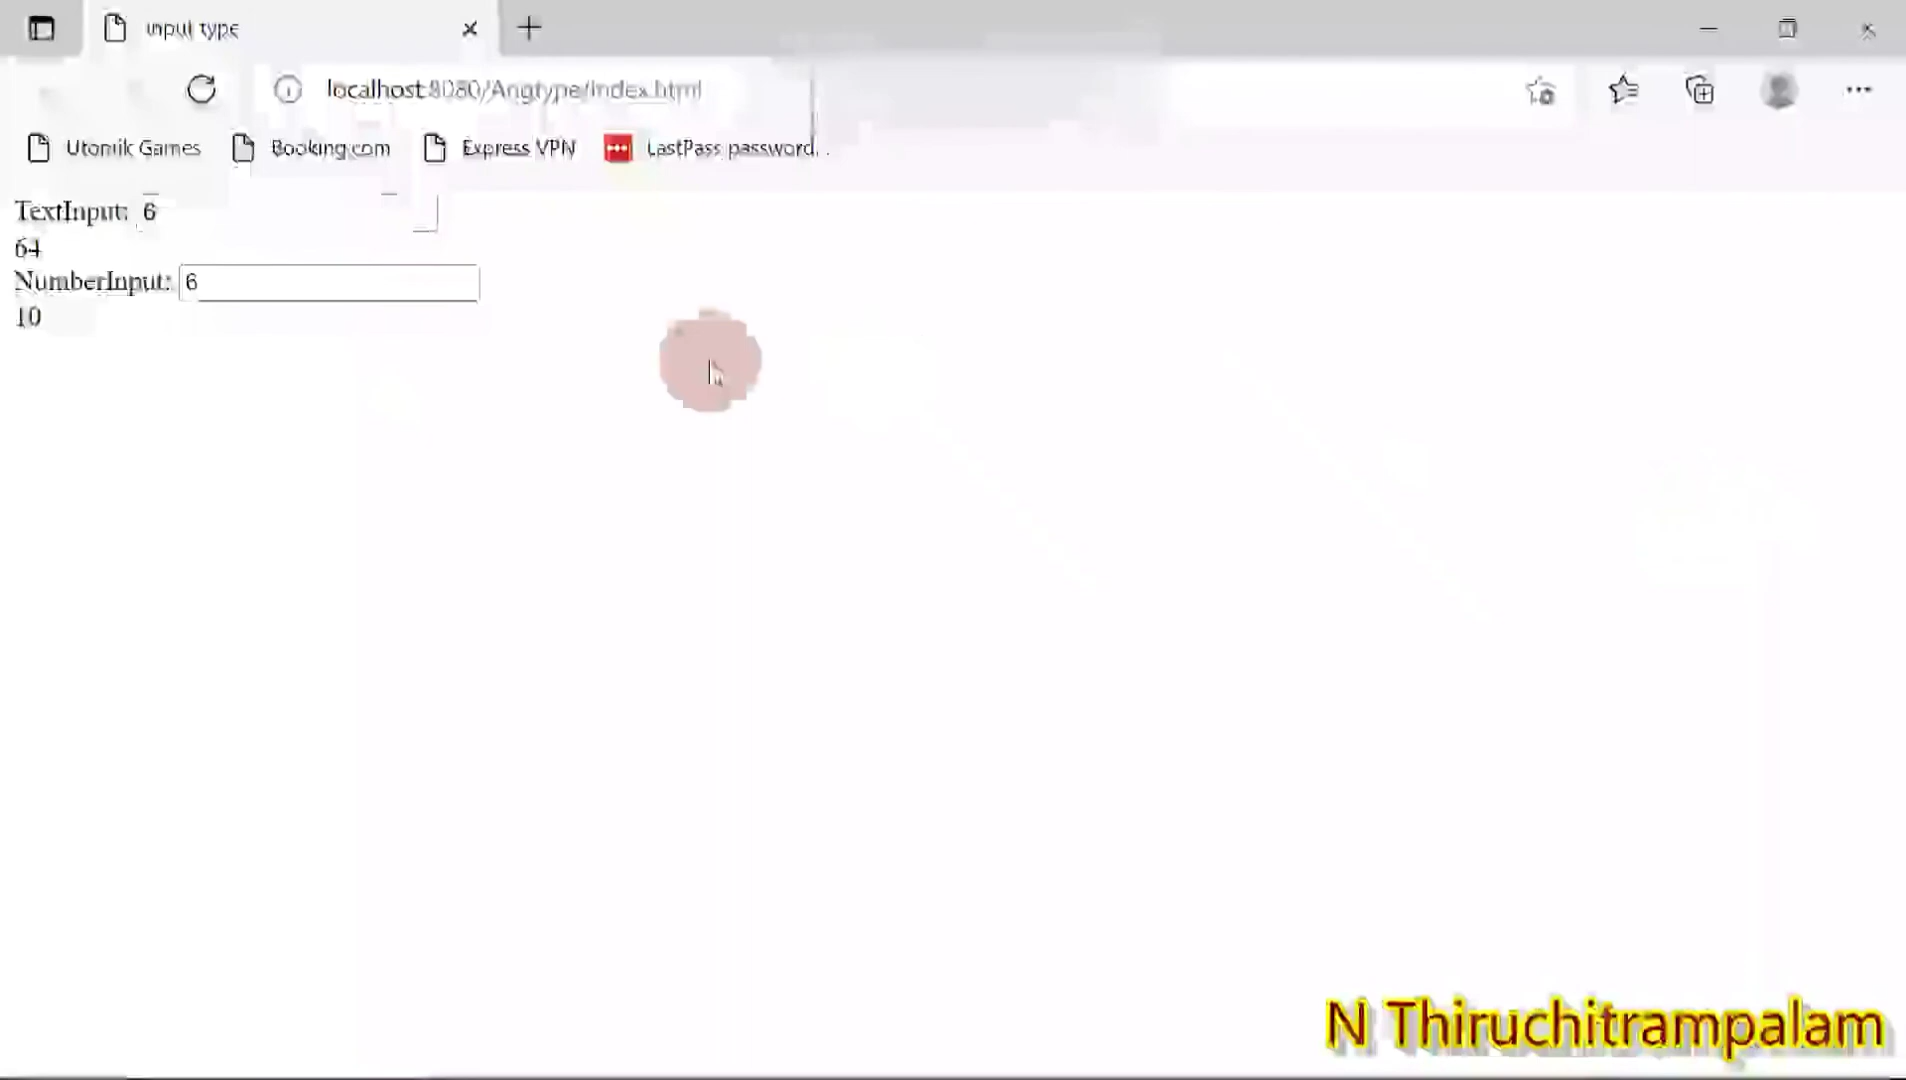 input type
localhost:8080/Angtype/index.html
Utomik Games
Booking.com
Express VPN
LastPass password...
TextInput: 6
64
NumberInput: 6
10
N Thiruchitrampalam